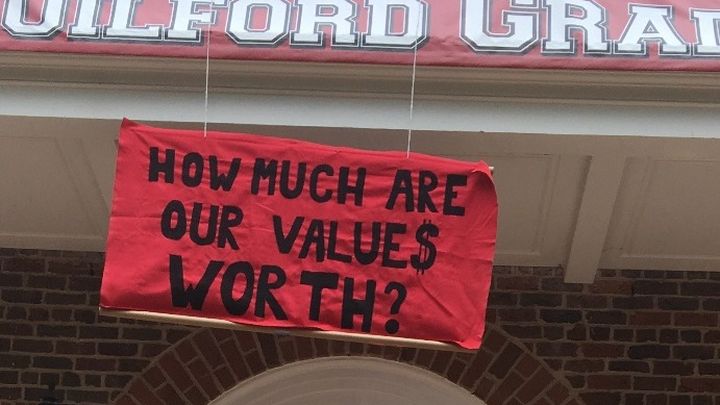 UILFORD GRA
HOW MUCH ARE
OUR VALUE$
WORTH?